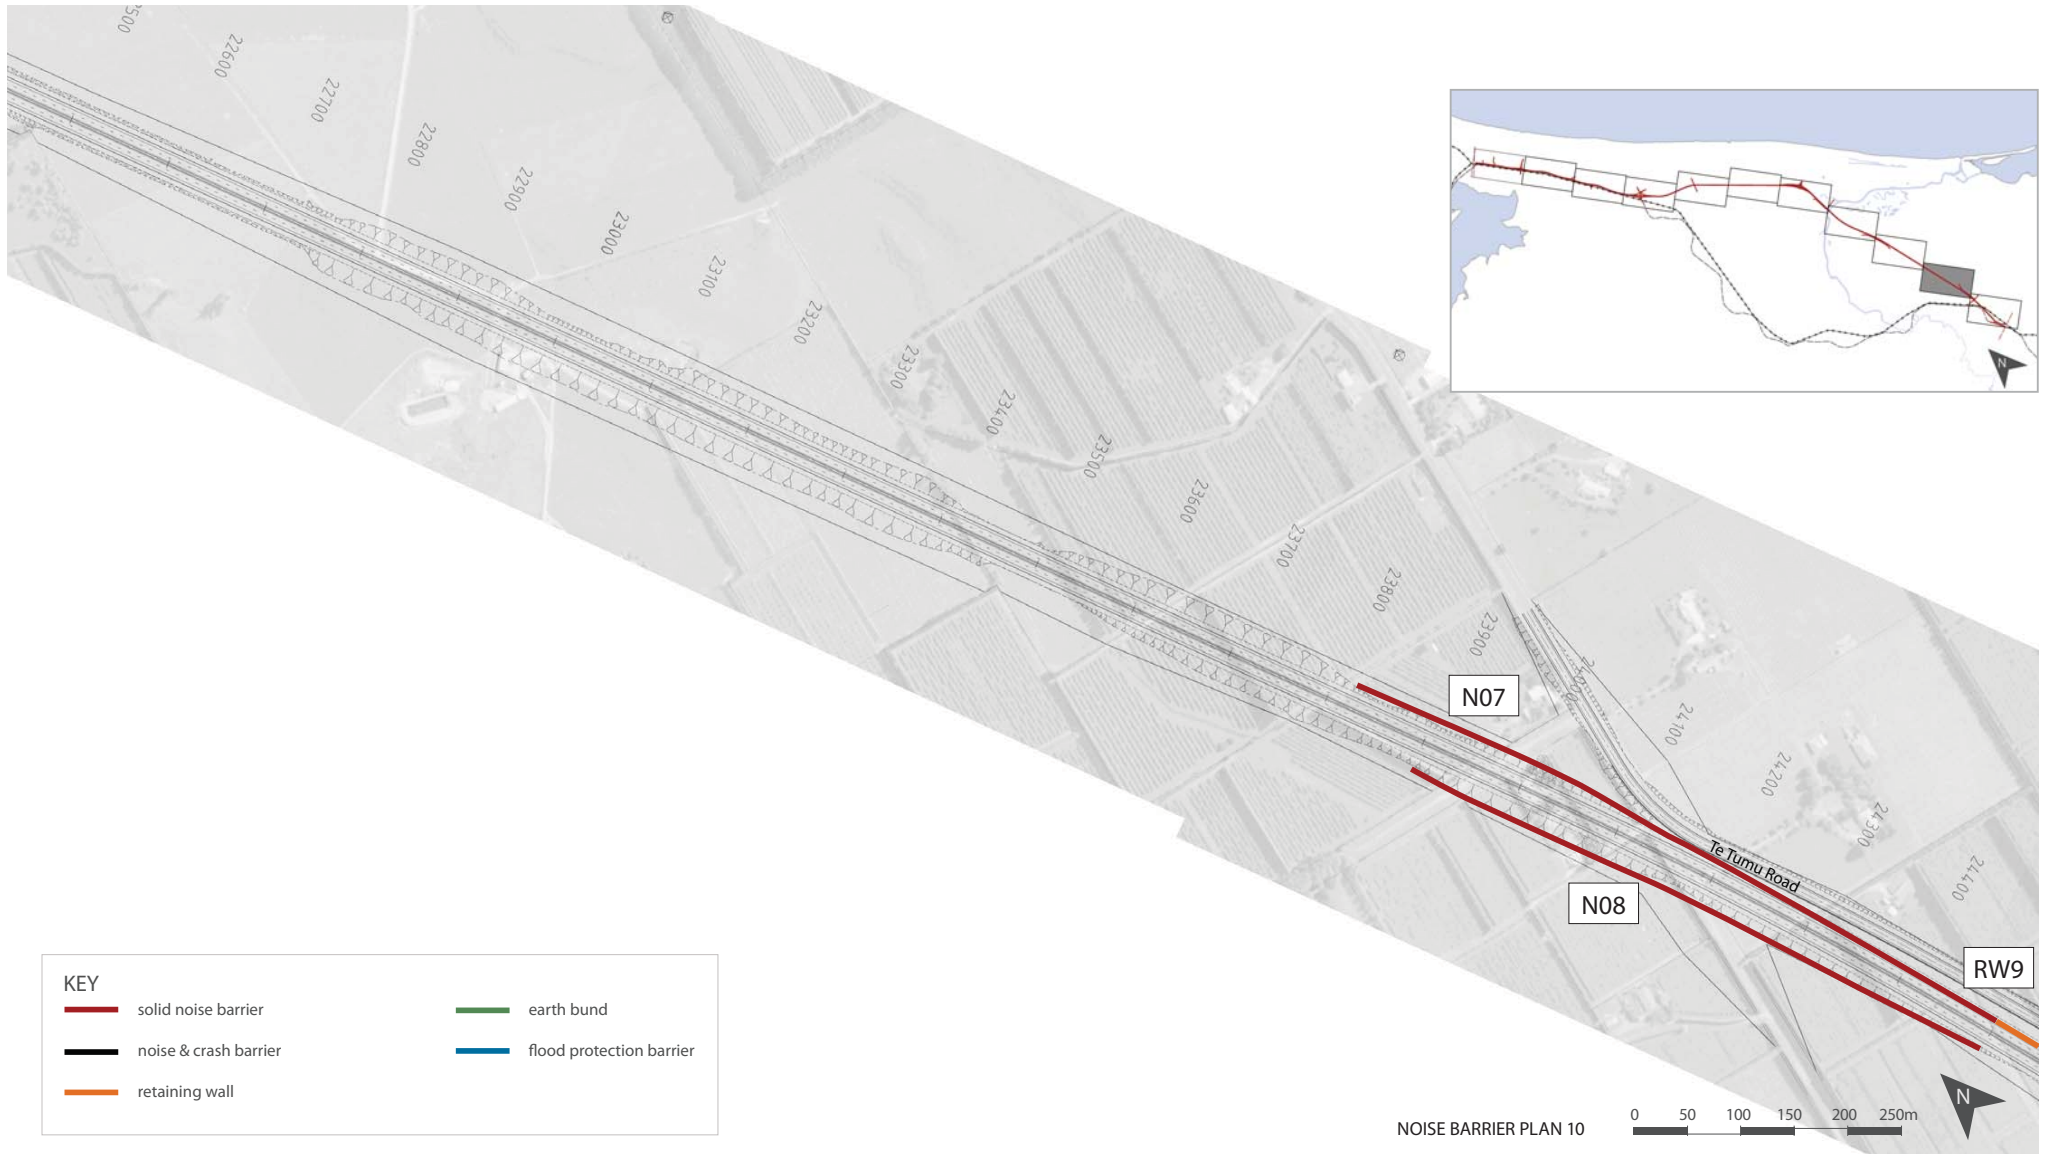 22600
22700
22800
22900
23000
23100
23200
23300
23400
23500
23600
23700
23800
23900
24100
24200
24300
24400
N07
N08
Te Tumu Road
RW9
N
KEY
solid noise barrier
noise & crash barrier
retaining wall
earth bund
flood protection barrier
NOISE BARRIER PLAN 10
0 50 100 150 200 250m
N